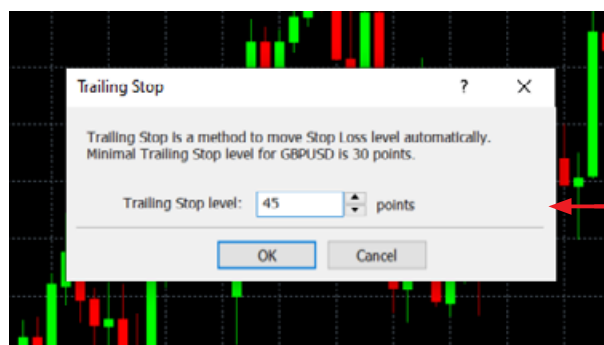 Trailing Stop ?
Trailing Stop is a method to move Stop Loss level automatically.
Minimal Trailing Stop level for GBPUSD is 30 points.
Trailing Stop level: 45 points
OK Cancel